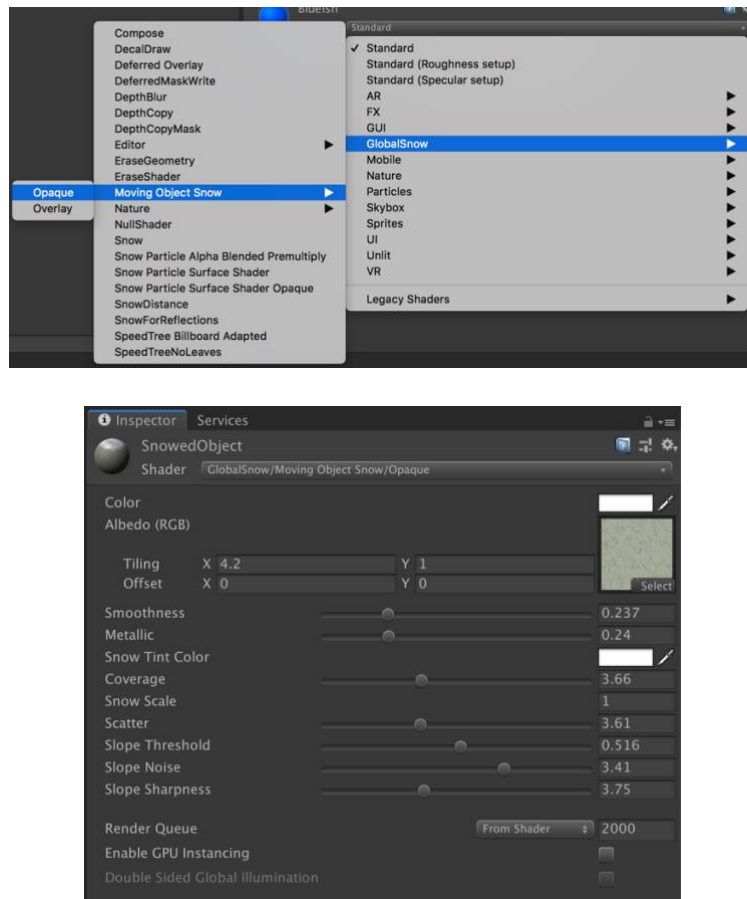 Blueish
Standard
Compose
DecalDraw
Deferred Overlay
DeferredMaskWrite
DepthBlur
DepthCopy
DepthCopyMask
Editor
EraseGeometry
EraseShader
Moving Object Snow
Nature
NullShader
Snow
Snow Particle Alpha Blended Premultiply
Snow Particle Surface Shader
Snow Particle Surface Shader Opaque
SnowDistance
SnowForReflections
SpeedTree Billboard Adapted
SpeedTreeNoLeaves
Opaque
Overlay
✓ Standard
Standard (Roughness setup)
Standard (Specular setup)
AR
FX
GUI
GlobalSnow
Mobile
Nature
Particles
Skybox
Sprites
UI
Unlit
VR
Legacy Shaders
Inspector Services
SnowedObject
Shader GlobalSnow/Moving Object Snow/Opaque
Color
Albedo (RGB)
Tiling X 4.2 Y 1
Offset X 0 Y 0
Select
Smoothness 0.237
Metallic 0.24
Snow Tint Color
Coverage 3.66
Snow Scale 1
Scatter 3.61
Slope Threshold 0.516
Slope Noise 3.41
Slope Sharpness 3.75
Render Queue From Shader 2000
Enable GPU Instancing
Double Sided Global Illumination